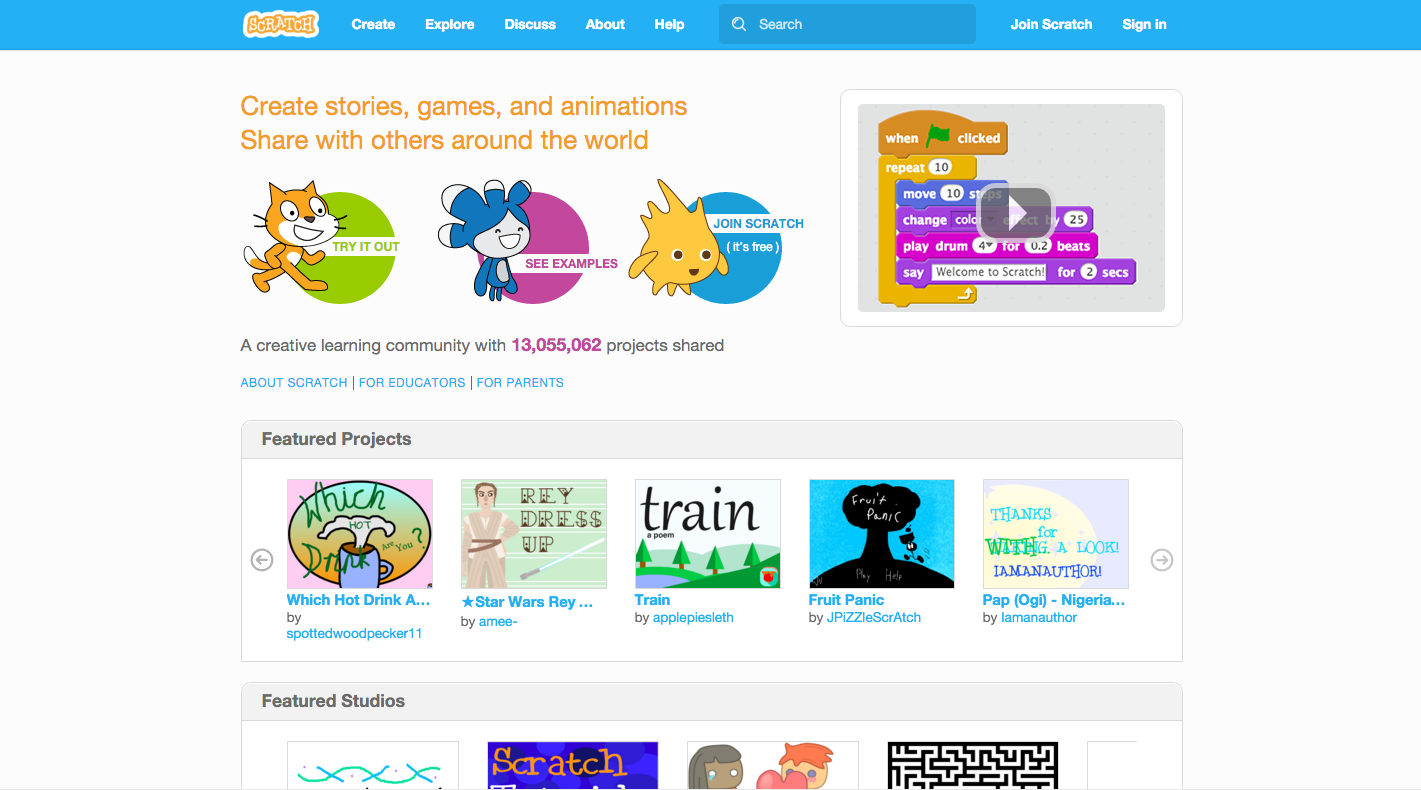 SCRATCH Create Explore Discuss About Help Search Join Scratch Sign in
Create stories, games, and animations
Share with others around the world
TRY IT OUT
SEE EXAMPLES
JOIN SCRATCH
( it's free )
when clicked
repeat 10
move 10 steps
change color effect by 25
play drum 4 for 0.2 beats
say Welcome to Scratch! for 2 secs
A creative learning community with 13,055,062 projects shared
ABOUT SCRATCH | FOR EDUCATORS | FOR PARENTS
Featured Projects
Which
HOT
Drink
Are You?
REY
DRESS
UP
train
a poem
Fruit
Panic
Play Help
THANKS
for
TAKING A LOOK!
WITH...
IAMANAUTHOR!
Which Hot Drink A...
by
spottedwoodpecker11
★Star Wars Rey ...
by amee-
Train
by applepiesleth
Fruit Panic
by JPiZZleScrAtch
Pap (Ogi) - Nigeria...
by Iamanauthor
Featured Studios
Scratch